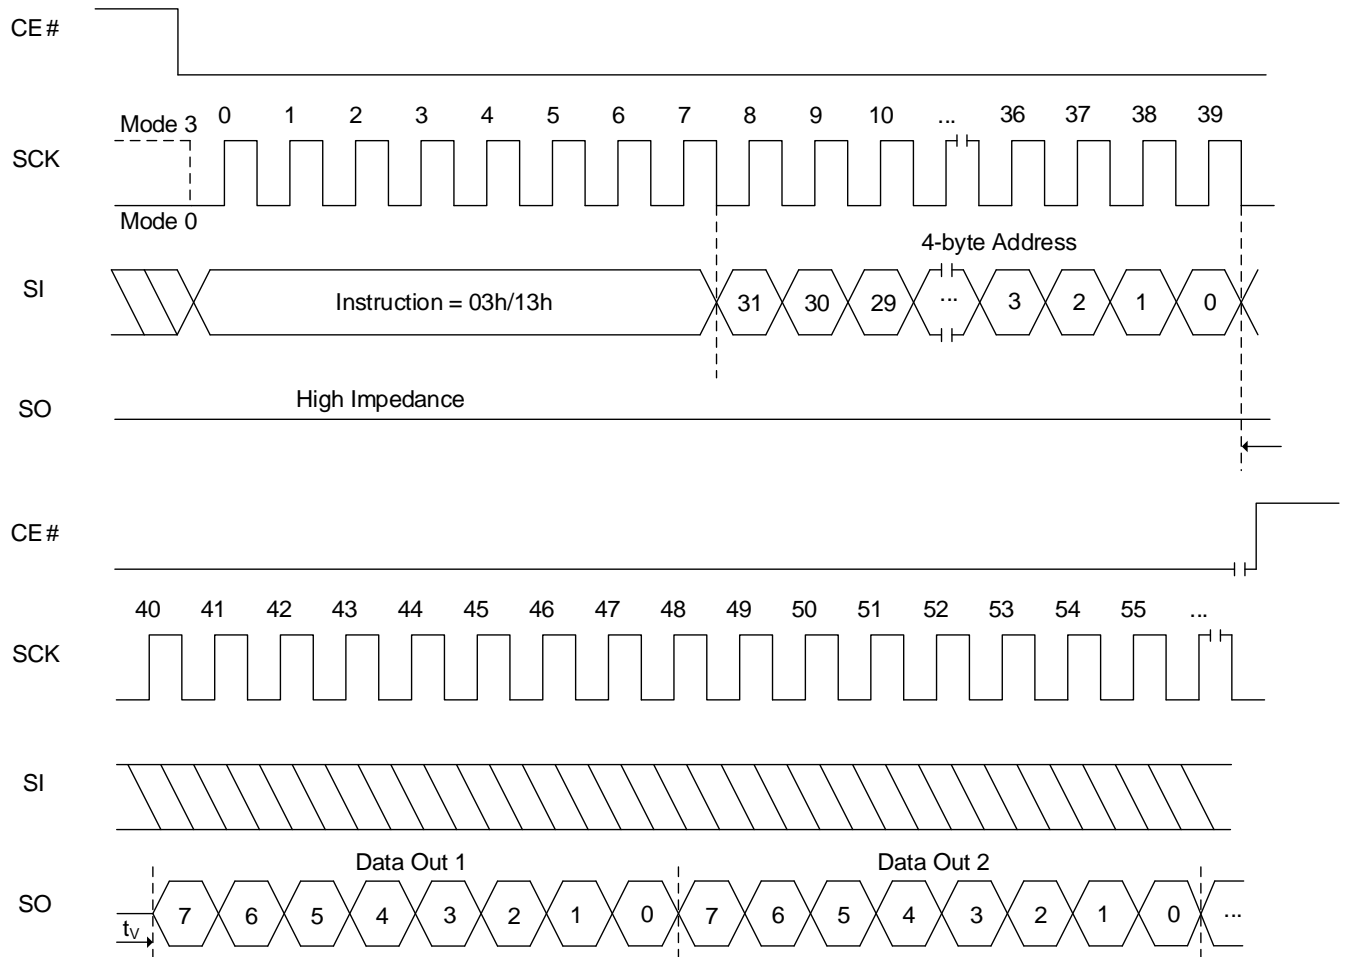 CE #
0 1 2 3 4 5 6 7 8 9 10 ... 36 37 38 39
Mode 3
SCK
Mode 0
4-byte Address
SI
Instruction = 03h/13h 31 30 29 ... 3 2 1 0
High Impedance
SO
CE #
40 41 42 43 44 45 46 47 48 49 50 51 52 53 54 55 ...
SCK
SI
Data Out 1 Data Out 2
SO
7 6 5 4 3 2 1 0 7 6 5 4 3 2 1 0 ...
tV